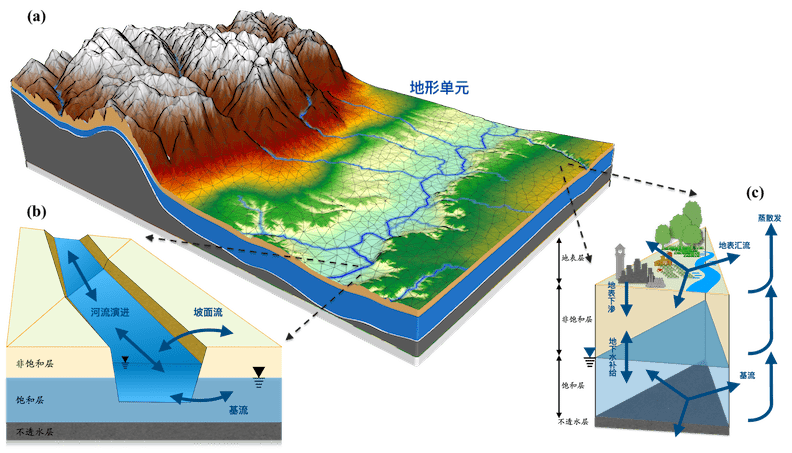 (a)
地形单元
(b)
河流演进
坡面流
非饱和层
饱和层
基流
不透水层
(c)
蒸散发
地表汇流
地表层
地表下渗
非饱和层
地下水补给
饱和层
基流
不透水层